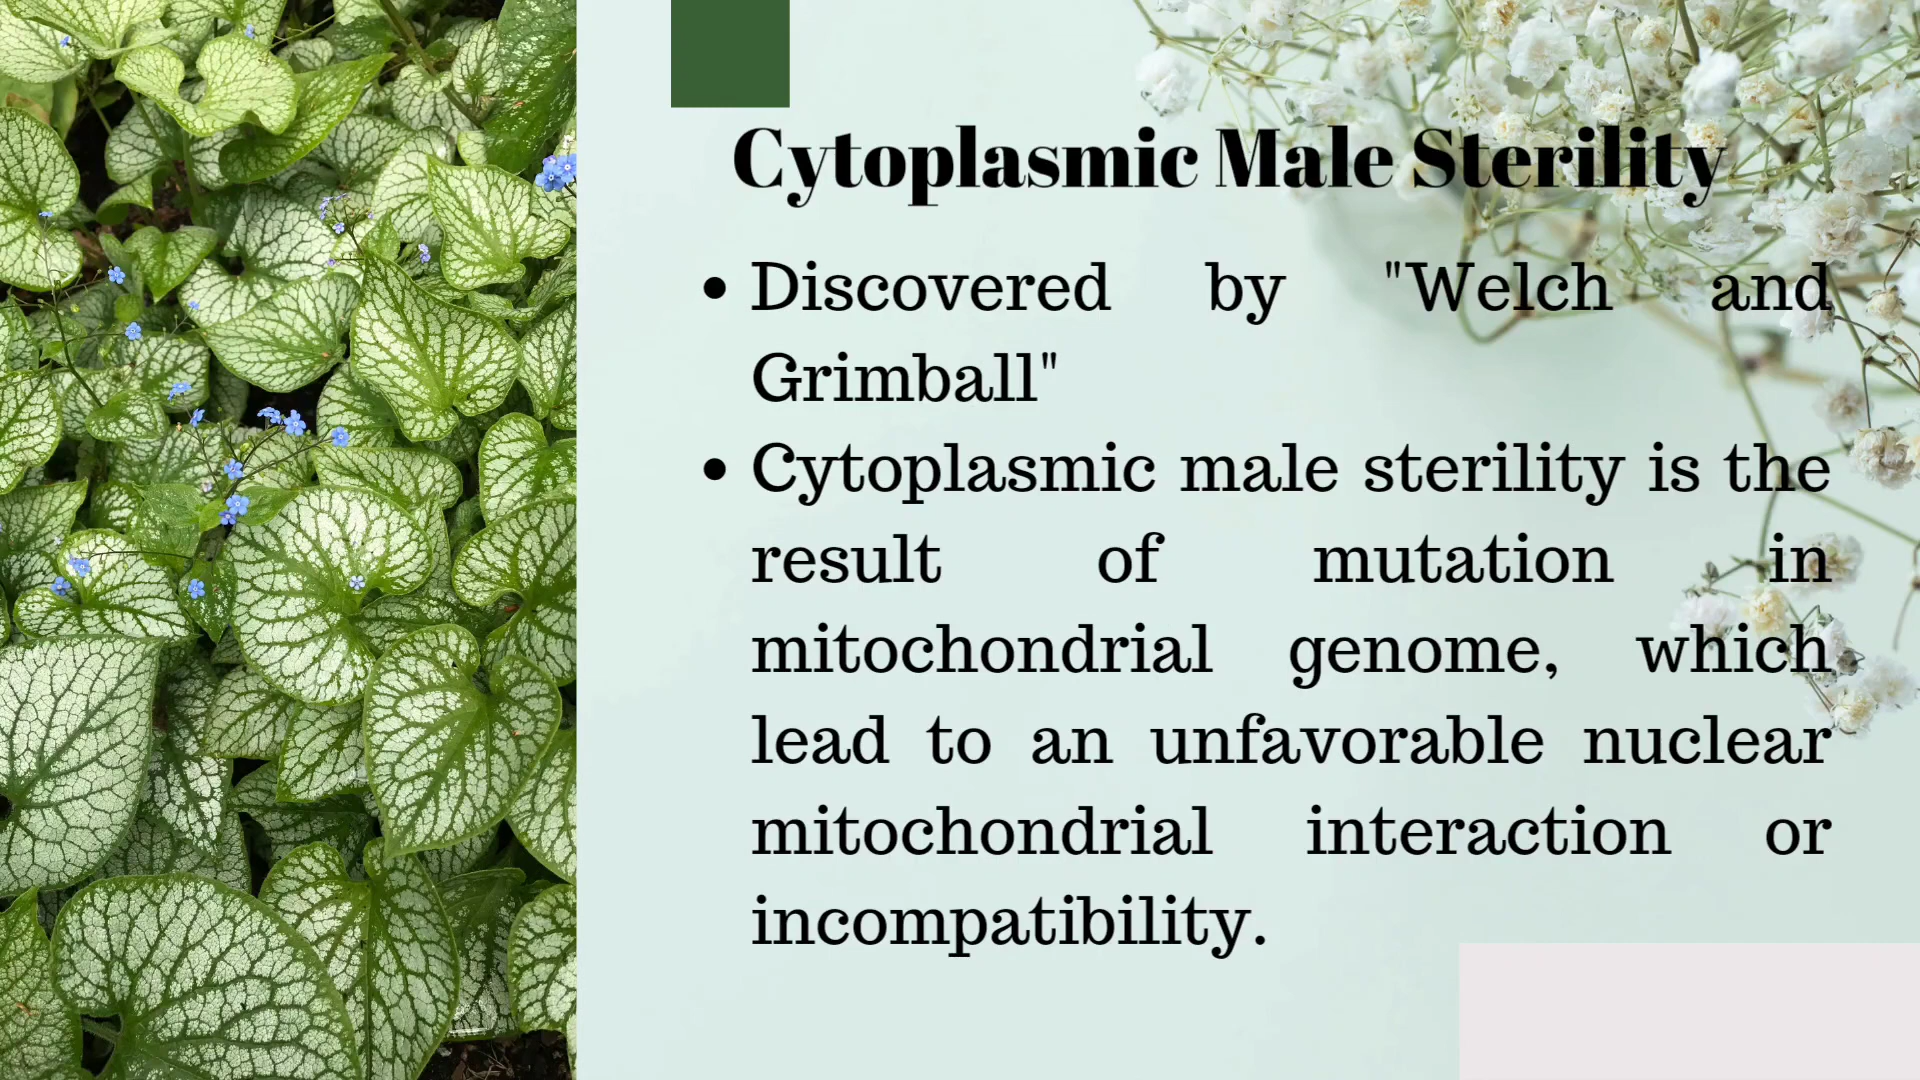 Cytoplasmic Male Sterility
• Discovered by "Welch and
Grimball"
• Cytoplasmic male sterility is the
result of mutation in
mitochondrial genome, which
lead to an unfavorable nuclear
mitochondrial interaction or
incompatibility.